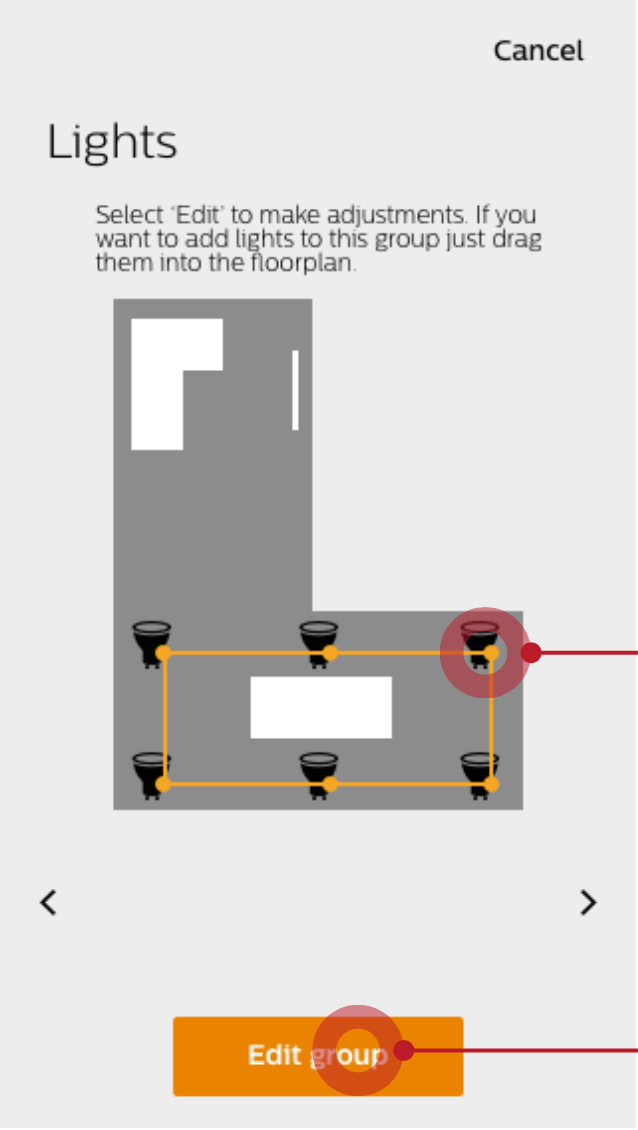 Cancel
Lights
Select ‘Edit’ to make adjustments. If you
want to add lights to this group just drag
them into the floorplan.
Edit group